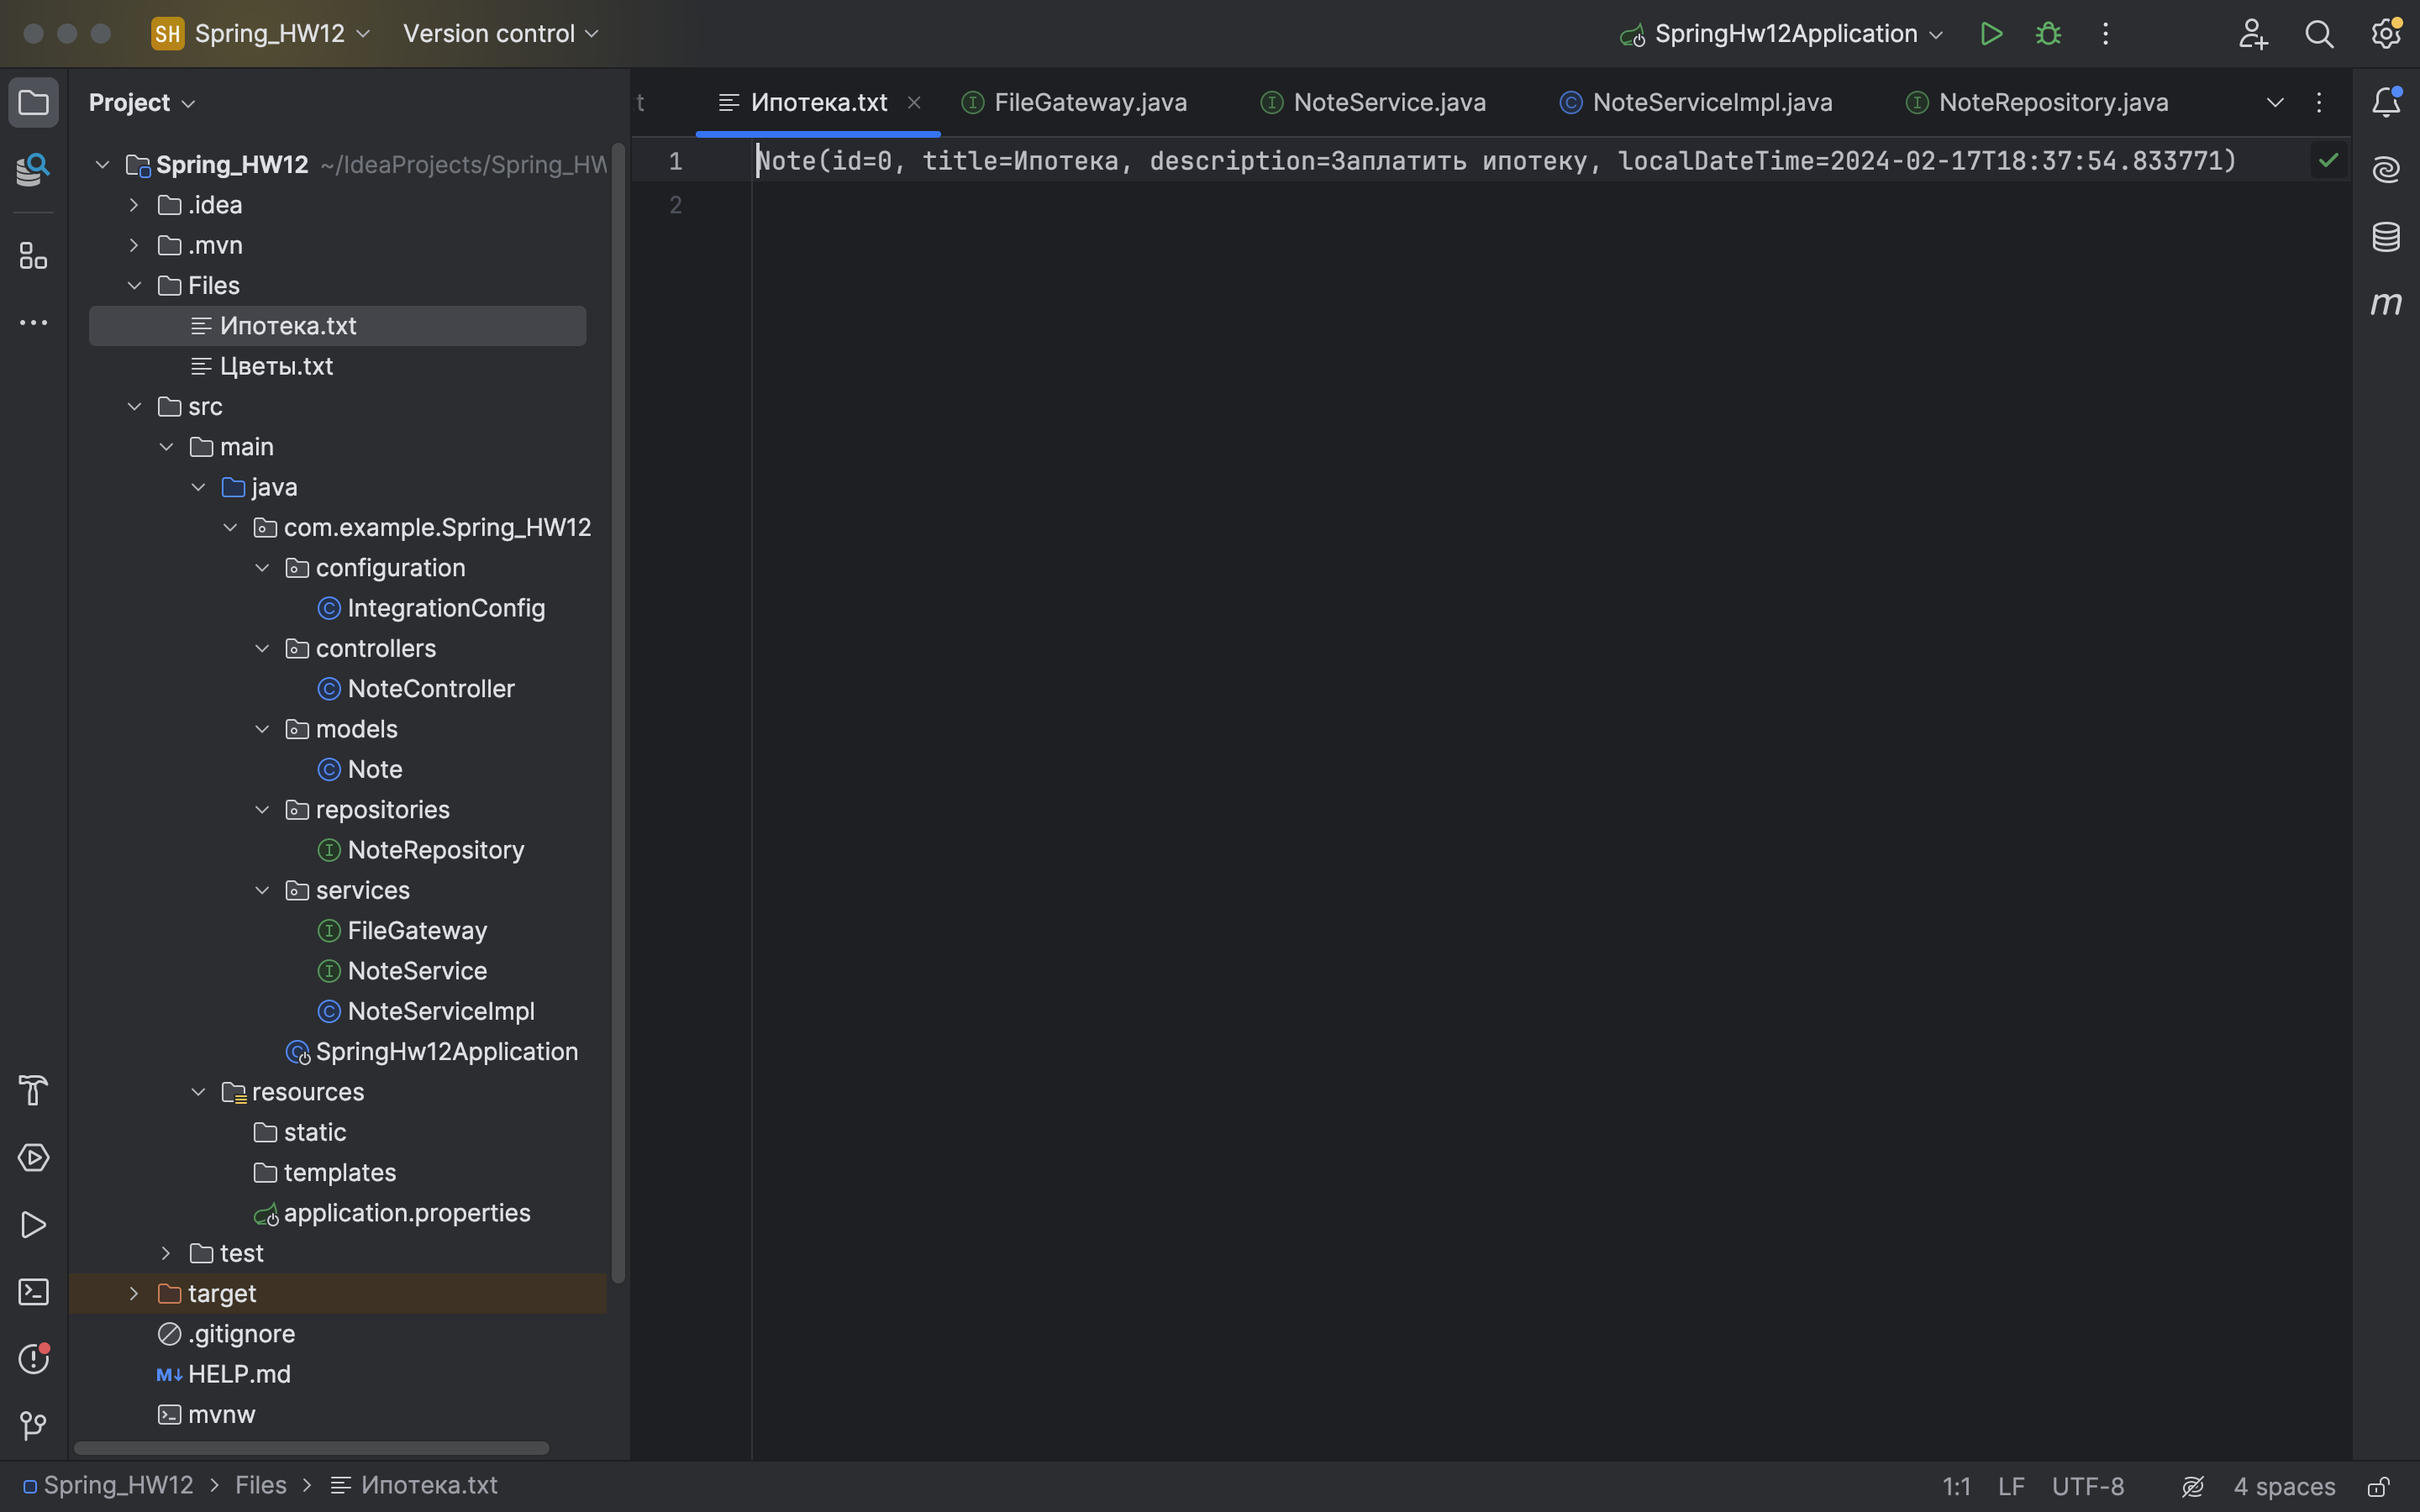 SH Spring_HW12 Version control SpringHw12Application
Project
t Ипотека.txt FileGateway.java NoteService.java NoteServiceImpl.java NoteRepository.java
Spring_HW12 ~/IdeaProjects/Spring_HW
.idea
.mvn
Files
Ипотека.txt
Цветы.txt
src
main
java
com.example.Spring_HW12
configuration
IntegrationConfig
controllers
NoteController
models
Note
repositories
NoteRepository
services
FileGateway
NoteService
NoteServiceImpl
SpringHw12Application
resources
static
templates
application.properties
test
target
.gitignore
M↓ HELP.md
mvnw
1 Note(id=0, title=Ипотека, description=Заплатить ипотеку, localDateTime=2024-02-17T18:37:54.833771)
2
m
Spring_HW12 > Files > Ипотека.txt
1:1 LF UTF-8 4 spaces